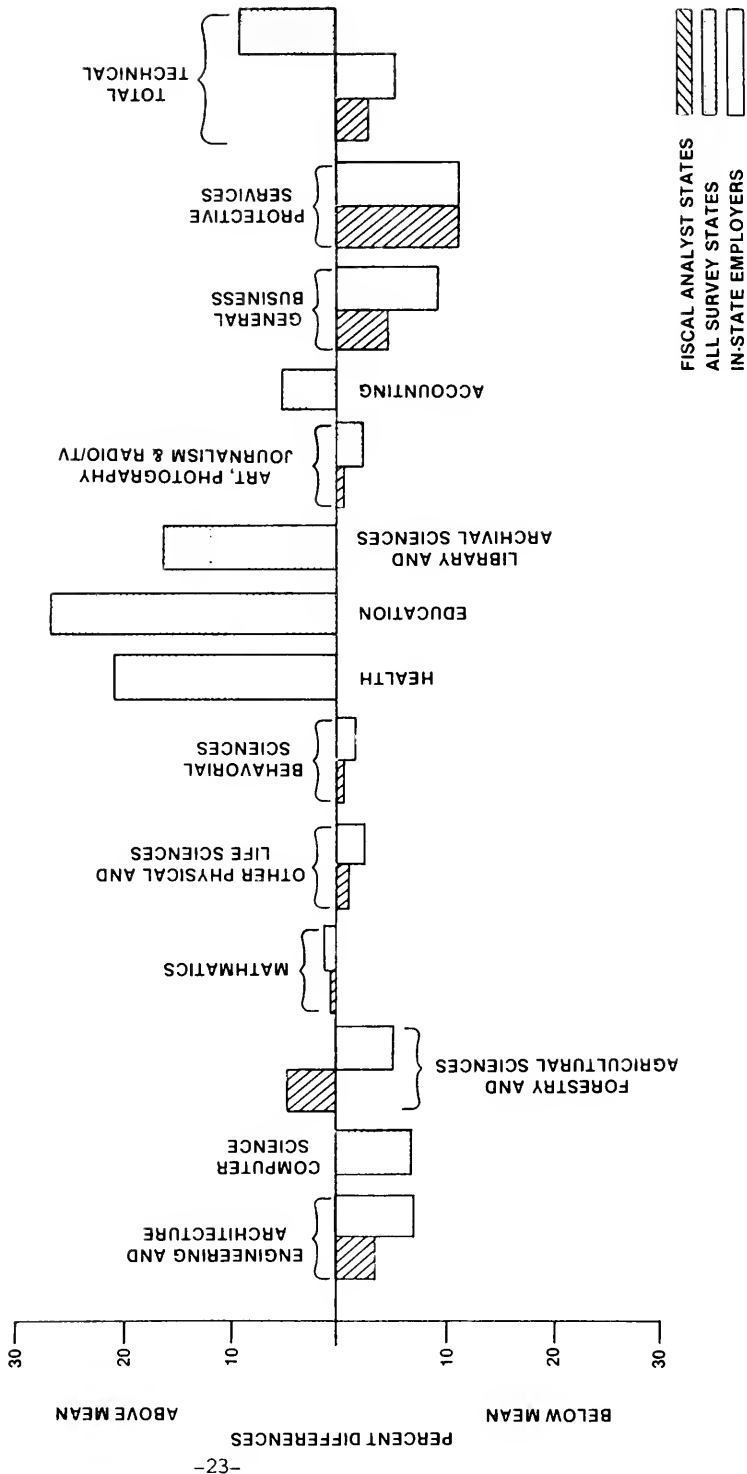 PERCENT DIFFERENCES
ABOVE MEAN
BELOW MEAN
30
20
10
10
20
30
ENGINEERING AND
ARCHITECTURE
COMPUTER
SCIENCE
FORESTRY AND
AGRICULTURAL SCIENCES
MATHMATICS
OTHER PHYSICAL AND
LIFE SCIENCES
BEHAVORIAL
SCIENCES
HEALTH
EDUCATION
LIBRARY AND
ARCHIVAL SCIENCES
ART, PHOTOGRAPHY
JOURNALISM & RADIO/TV
ACCOUNTING
GENERAL
BUSINESS
PROTECTIVE
SERVICES
TOTAL
TECHNICAL
FISCAL ANALYST STATES
ALL SURVEY STATES
IN-STATE EMPLOYERS
-23-